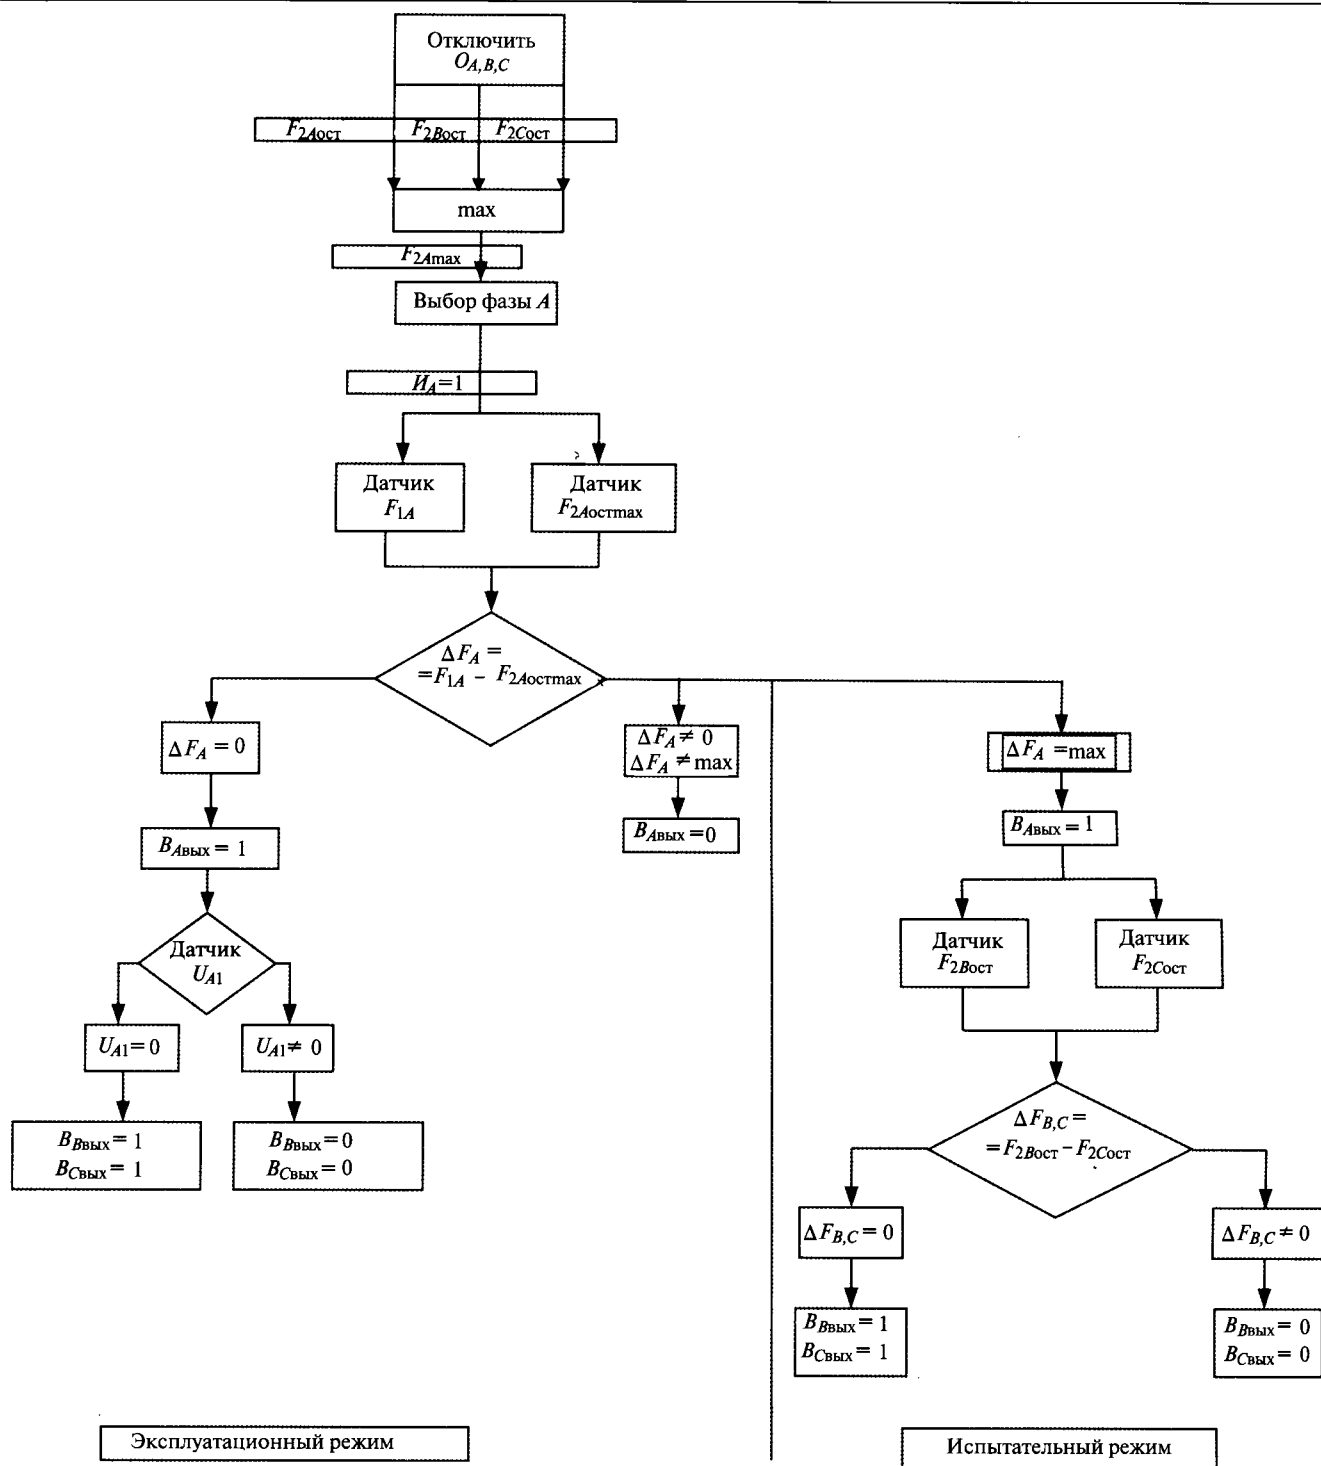 Отключить
O_{A,B,C}
F_{2Aост} F_{2Bост} F_{2Cост}
max
F_{2Amax}
Выбор фазы A
И_A=1
Датчик
F_{1A}
Датчик
F_{2Aостmax}
ΔF_A =
=F_{1A} – F_{2Aостmax}
ΔF_A = 0
ΔF_A ≠ 0
ΔF_A ≠ max
ΔF_A =max
B_{Aвых} = 1
B_{Aвых} =0
B_{Aвых} = 1
Датчик
U_{A1}
Датчик
F_{2Bост}
Датчик
F_{2Cост}
U_{A1}=0
U_{A1}≠ 0
B_{Bвых} = 1
B_{Cвых} = 1
B_{Bвых} =0
B_{Cвых} =0
ΔF_{B,C} =
=F_{2Bост} – F_{2Cост}
ΔF_{B,C} = 0
ΔF_{B,C} ≠ 0
B_{Bвых} = 1
B_{Cвых} = 1
B_{Bвых} = 0
B_{Cвых} = 0
Эксплуатационный режим
Испытательный режим